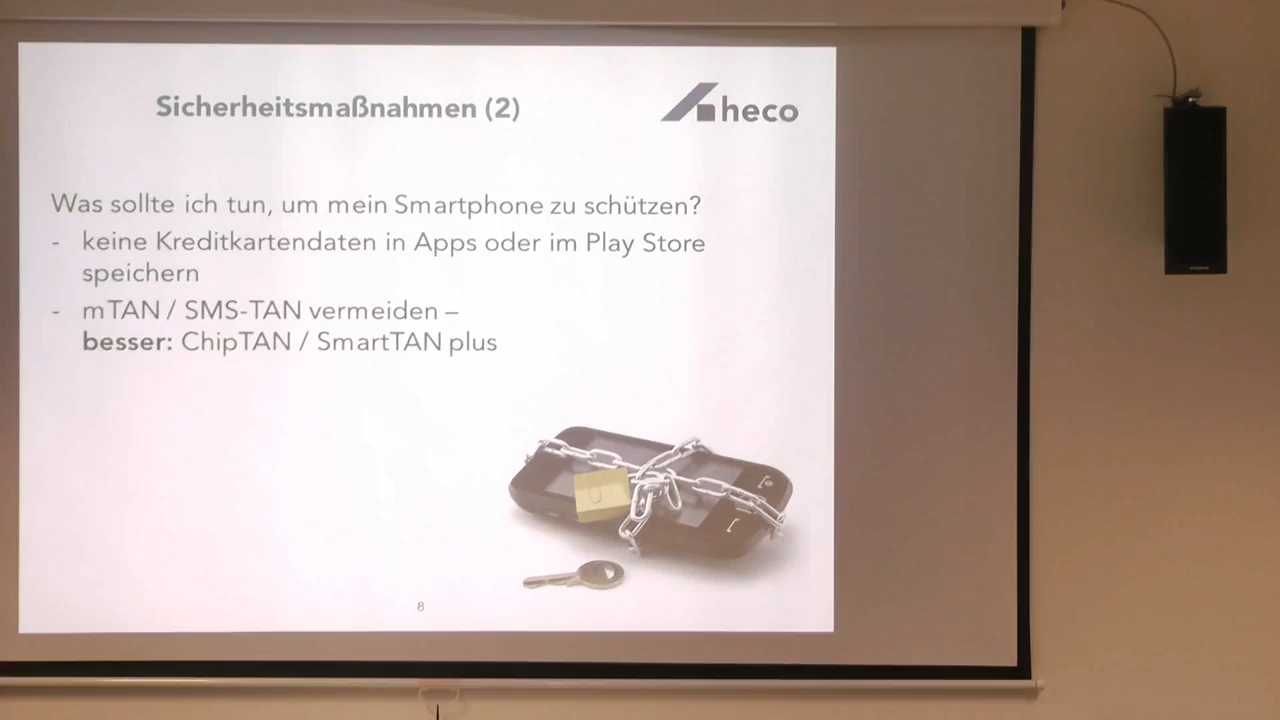 Sicherheitsmaßnahmen (2)
heco
Was sollte ich tun, um mein Smartphone zu schützen?
- keine Kreditkartendaten in Apps oder im Play Store
speichern
- mTAN / SMS-TAN vermeiden –
besser: ChipTAN / SmartTAN plus
8